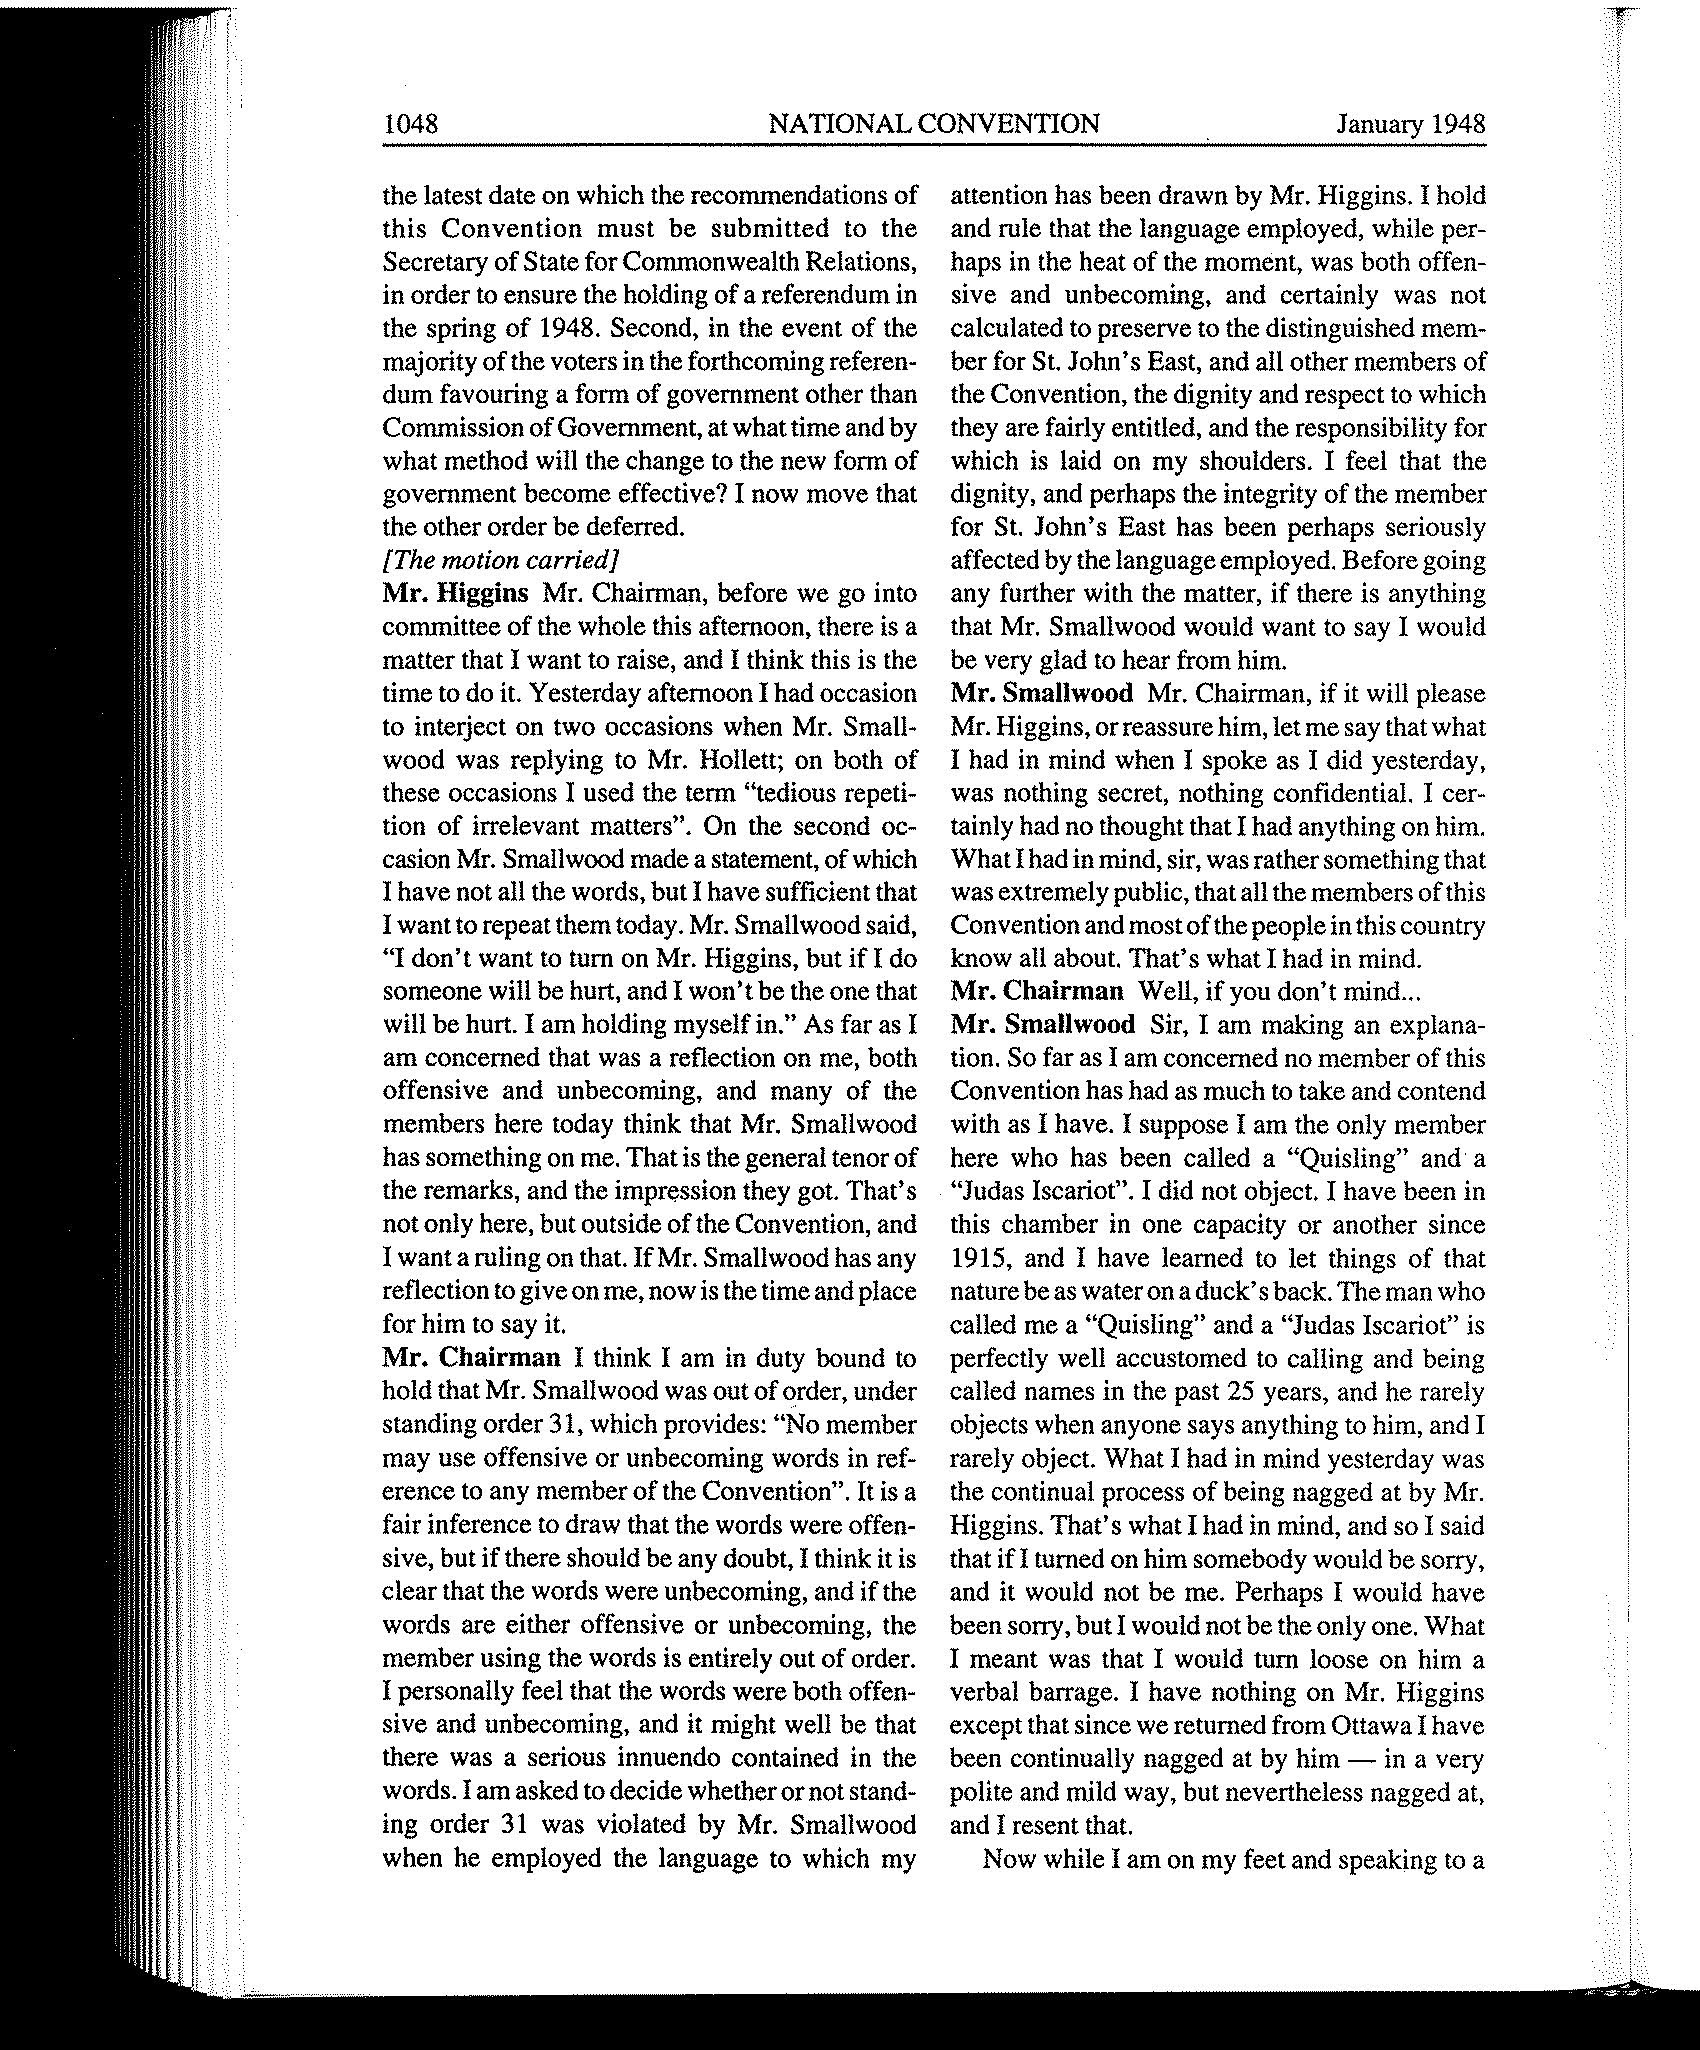 1048 NATIONAL CONVENTION January 1948
the latest date on which the recommendations of
this Convention must be submitted to the
Secretary of State for Commonwealth Relations,
in order to ensure the holding of a referendum in
the spring of 1948. Second, in the event of the
majority of the voters in the forthcoming referen-
dum favouring a form of government other than
Commission of Government, at what time and by
what method will the change to the new form of
government become effective? I now move that
the other order be deferred.
[The motion carried]
Mr. Higgins Mr. Chairman, before we go into
committee of the whole this afternoon, there is a
matter that I want to raise, and I think this is the
time to do it. Yesterday afternoon I had occasion
to interject on two occasions when Mr. Small-
wood was replying to Mr. Hollett; on both of
these occasions I used the term “tedious repeti-
tion of irrelevant matters”. On the second oc-
casion Mr. Smallwood made a statement, of which
I have not all the words, but I have sufficient that
I want to repeat them today. Mr. Smallwood said,
“I don't want to turn on Mr. Higgins, but if I do
someone will be hurt, and I won't be the one that
will be hurt. I am holding myself in.” As far as I
am concerned that was a reflection on me, both
offensive and unbecoming, and many of the
members here today think that Mr. Smallwood
has something on me. That is the general tenor of
the remarks, and the impression they got. That's
not only here, but outside of the Convention, and
I want a ruling on that. If Mr. Smallwood has any
reflection to give on me, now is the time and place
for him to say it.
Mr. Chairman I think I am in duty bound to
hold that Mr. Smallwood was out of order, under
standing order 31, which provides: “No member
may use offensive or unbecoming words in ref-
erence to any member of the Convention”. It is a
fair inference to draw that the words were offen-
sive, but if there should be any doubt, I think it is
clear that the words were unbecoming, and if the
words are either offensive or unbecoming, the
member using the words is entirely out of order.
I personally feel that the words were both offen-
sive and unbecoming, and it might well be that
there was a serious innuendo contained in the
words. I am asked to decide whether or not stand-
ing order 31 was violated by Mr. Smallwood
when he employed the language to which my
attention has been drawn by Mr. Higgins. I hold
and rule that the language employed, while per-
haps in the heat of the moment, was both offen-
sive and unbecoming, and certainly was not
calculated to preserve to the distinguished mem-
ber for St. John's East, and all other members of
the Convention, the dignity and respect to which
they are fairly entitled, and the responsibility for
which is laid on my shoulders. I feel that the
dignity, and perhaps the integrity of the member
for St. John's East has been perhaps seriously
affected by the language employed. Before going
any further with the matter, if there is anything
that Mr. Smallwood would want to say I would
be very glad to hear from him.
Mr. Smallwood Mr. Chairman, if it will please
Mr. Higgins, or reassure him, let me say that what
I had in mind when I spoke as I did yesterday,
was nothing secret, nothing confidential. I cer-
tainly had no thought that I had anything on him.
What I had in mind, sir, was rather something that
was extremely public, that all the members of this
Convention and most of the people in this country
know all about. That's what I had in mind.
Mr. Chairman Well, if you don't mind...
Mr. Smallwood Sir, I am making an explana-
tion. So far as I am concerned no member of this
Convention has had as much to take and contend
with as I have. I suppose I am the only member
here who has been called a “Quisling” and a
“Judas Iscariot”. I did not object. I have been in
this chamber in one capacity or another since
1915, and I have learned to let things of that
nature be as water on a duck's back. The man who
called me a “Quisling” and a “Judas Iscariot” is
perfectly well accustomed to calling and being
called names in the past 25 years, and he rarely
objects when anyone says anything to him, and I
rarely object. What I had in mind yesterday was
the continual process of being nagged at by Mr.
Higgins. That's what I had in mind, and so I said
that if I turned on him somebody would be sorry,
and it would not be me. Perhaps I would have
been sorry, but I would not be the only one. What
I meant was that I would turn loose on him a
verbal barrage. I have nothing on Mr. Higgins
except that since we returned from Ottawa I have
been continually nagged at by him — in a very
polite and mild way, but nevertheless nagged at,
and I resent that.
Now while I am on my feet and speaking to a